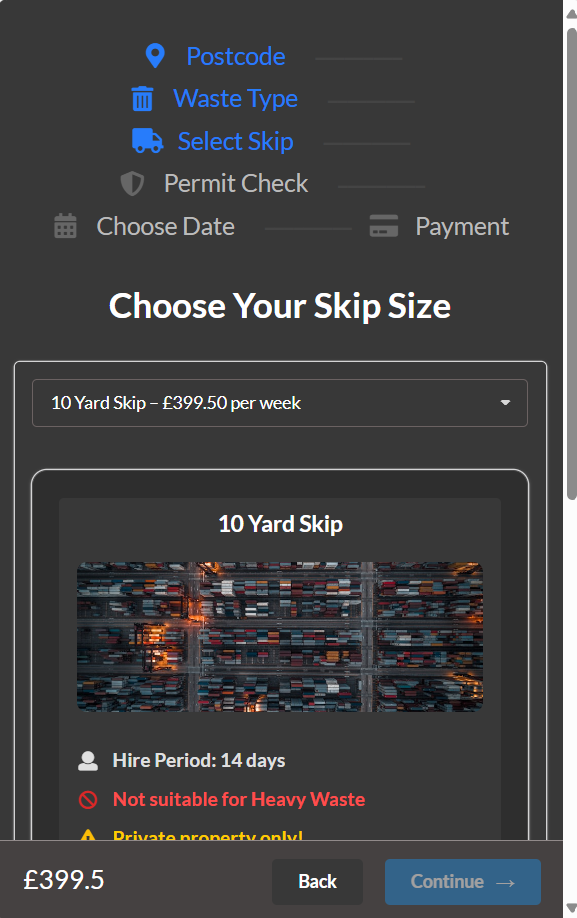 Postcode
Waste Type
Select Skip
Permit Check
Choose Date Payment
Choose Your Skip Size
10 Yard Skip – £399.50 per week
10 Yard Skip
Hire Period: 14 days
Not suitable for Heavy Waste
Private property only!
£399.5 Back Continue →